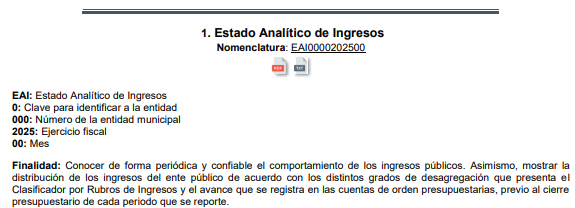 1. Estado Analítico de Ingresos
Nomenclatura: EAI0000202500
PDF TXT
EAI: Estado Analítico de Ingresos
0: Clave para identificar a la entidad
000: Número de la entidad municipal
2025: Ejercicio fiscal
00: Mes
Finalidad: Conocer de forma periódica y confiable el comportamiento de los ingresos públicos. Asimismo, mostrar la
distribución de los ingresos del ente público de acuerdo con los distintos grados de desagregación que presenta el
Clasificador por Rubros de Ingresos y el avance que se registra en las cuentas de orden presupuestarias, previo al cierre
presupuestario de cada periodo que se reporte.